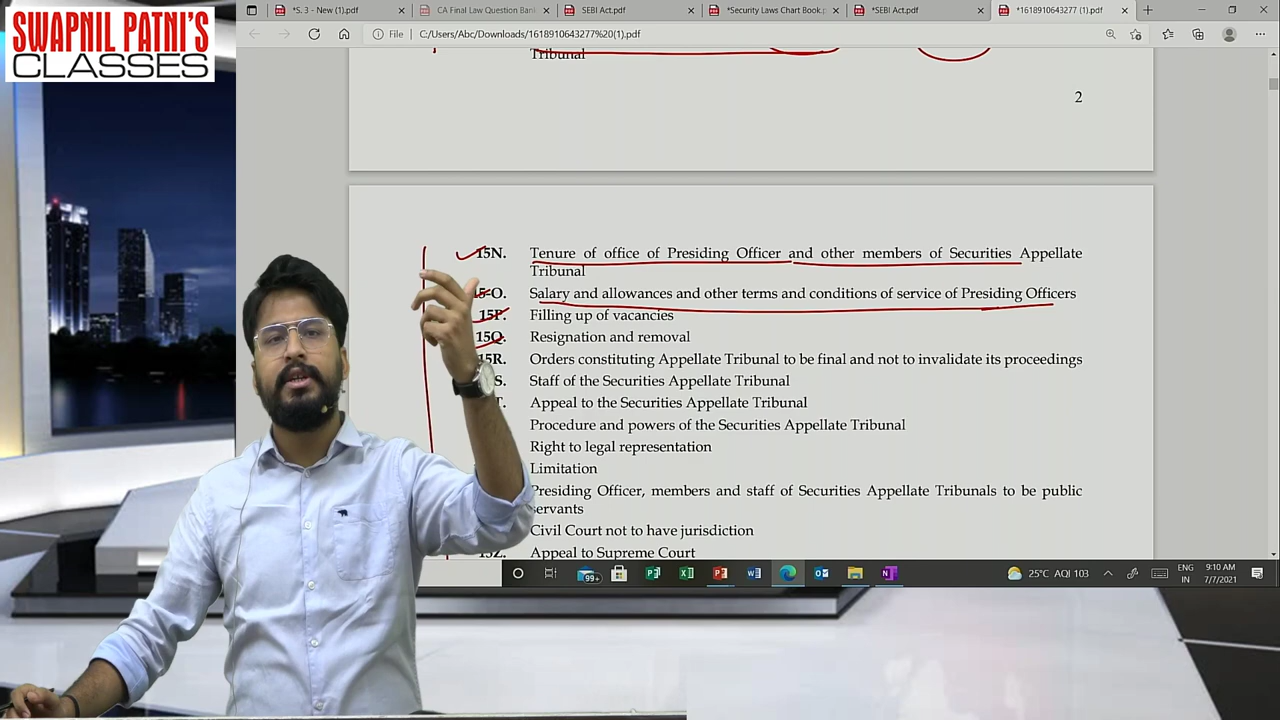 SWAPNIL PATNI'S
CLASSES
*S. 3 - New (1).pdf
CA Final Law Question Ban
SEBI Act.pdf
*Security Laws Chart Book.p
*SEBI Act.pdf
*1618910643277 (1).pdf
File
C:/Users/Abc/Downloads/1618910643277%20(1).pdf
Tribunal
2
15N. Tenure of office of Presiding Officer and other members of Securities Appellate
Tribunal
15-O. Salary and allowances and other terms and conditions of service of Presiding Officers
15P. Filling up of vacancies
15Q. Resignation and removal
15R. Orders constituting Appellate Tribunal to be final and not to invalidate its proceedings
S. Staff of the Securities Appellate Tribunal
T. Appeal to the Securities Appellate Tribunal
Procedure and powers of the Securities Appellate Tribunal
Right to legal representation
Limitation
Presiding Officer, members and staff of Securities Appellate Tribunals to be public
servants
Civil Court not to have jurisdiction
15Z. Appeal to Supreme Court
99+
25°C AQI 103
ENG
IN
9:10 AM
7/7/2021